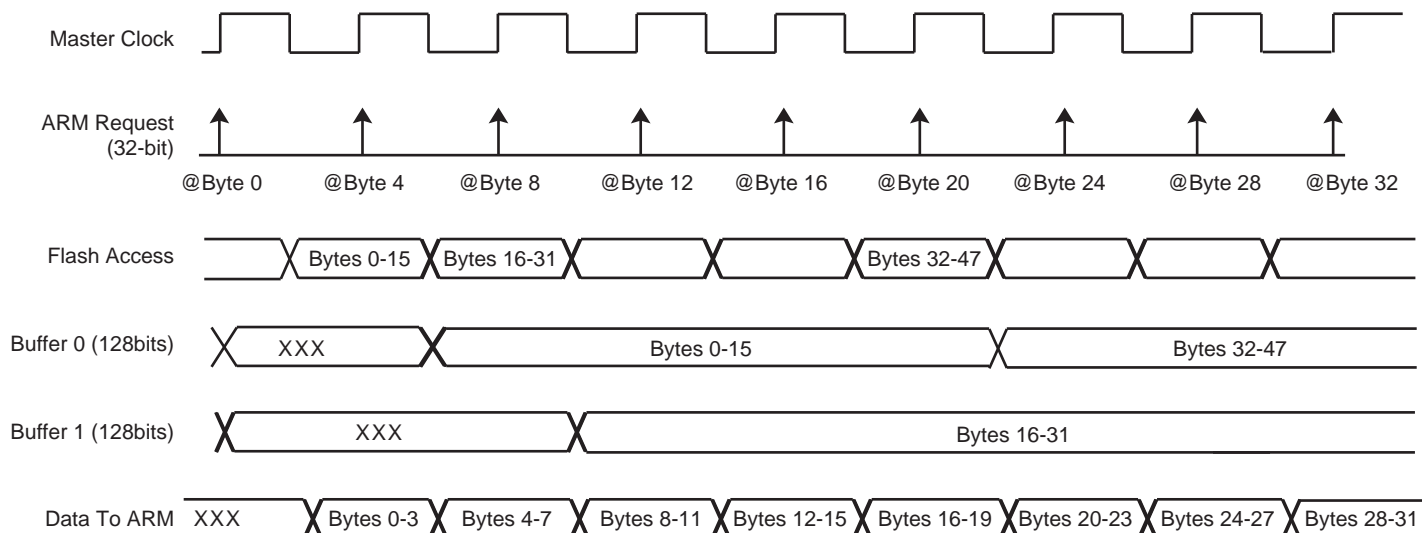 Master Clock
ARM Request
(32-bit)
@Byte 0 @Byte 4 @Byte 8 @Byte 12 @Byte 16 @Byte 20 @Byte 24 @Byte 28 @Byte 32
Flash Access Bytes 0-15 Bytes 16-31 Bytes 32-47
Buffer 0 (128bits) XXX Bytes 0-15 Bytes 32-47
Buffer 1 (128bits) XXX Bytes 16-31
Data To ARM XXX Bytes 0-3 Bytes 4-7 Bytes 8-11 Bytes 12-15 Bytes 16-19 Bytes 20-23 Bytes 24-27 Bytes 28-31